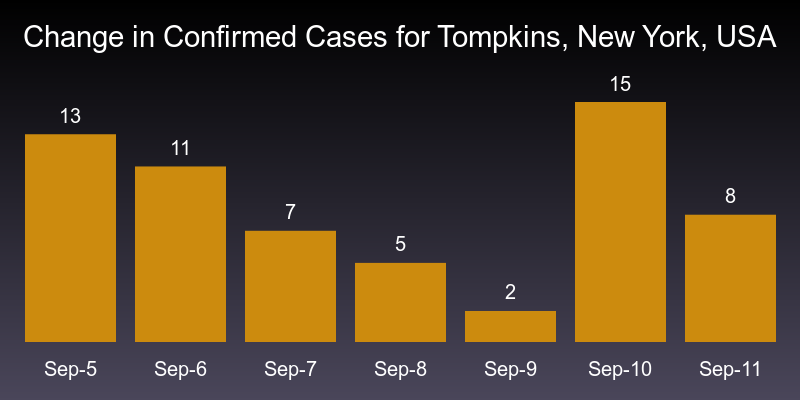 Change in Confirmed Cases for Tompkins, New York, USA
13
11
7
5
2
15
8
Sep-5
Sep-6
Sep-7
Sep-8
Sep-9
Sep-10
Sep-11